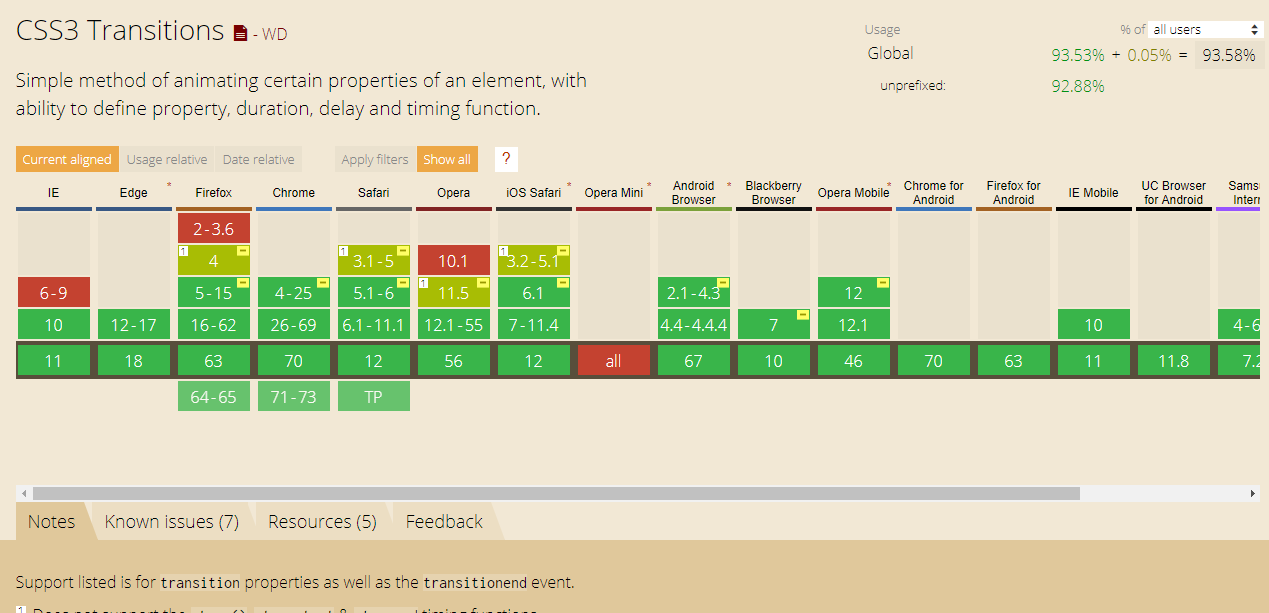 CSS3 Transitions - WD
Usage % of all users
Global 93.53% + 0.05% = 93.58%
unprefixed: 92.88%
Simple method of animating certain properties of an element, with
ability to define property, duration, delay and timing function.
Current aligned Usage relative Date relative Apply filters Show all ?
IE Edge * Firefox Chrome Safari Opera iOS Safari * Opera Mini * Android Browser * Blackberry Browser Opera Mobile * Chrome for Android Firefox for Android IE Mobile UC Browser for Android
2-3.6
1 4 - 1 3.1-5 - 10.1 1 3.2-5.1 -
6-9 5-15 - 4-25 - 5.1-6 - 1 11.5 - 6.1 - 2.1-4.3 - 12 -
10 12-17 16-62 26-69 6.1-11.1 12.1-55 7-11.4 4.4-4.4.4 7 - 12.1 10 4-6
11 18 63 70 12 56 12 all 67 10 46 70 63 11 11.8 7.2
64-65 71-73 TP
Notes Known issues (7) Resources (5) Feedback
Support listed is for transition properties as well as the transitionend event.
1 Does not support the
timing functions